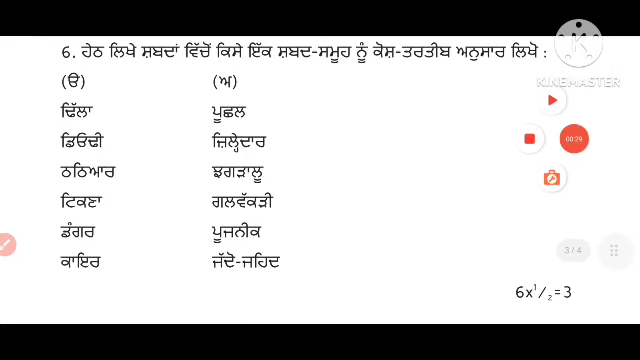 6. ਹੇਠ ਲਿਖੇ ਸ਼ਬਦਾਂ ਵਿੱਚੋਂ ਕਿਸੇ ਇੱਕ ਸ਼ਬਦ-ਸਮੂਹ ਨੂੰ ਕੋਸ਼-ਤਰਤੀਬ ਅਨੁਸਾਰ ਲਿਖੋ :
(ੳ) (ਅ)
ਢਿੱਲਾ ਪੂਛਲ
ਡਿਓਢੀ ਜ਼ਿਲ੍ਹੇਦਾਰ
ਠਠਿਆਰ ਝਗੜਾਲੂ
ਟਿਕਣਾ ਗਲਵੱਕੜੀ
ਡੰਗਰ ਪੂਜਨੀਕ
ਕਾਇਰ ਜੱਦੋ-ਜਹਿਦ
6x¹/₂=3
K
KINEMASTER
00:29
3/4